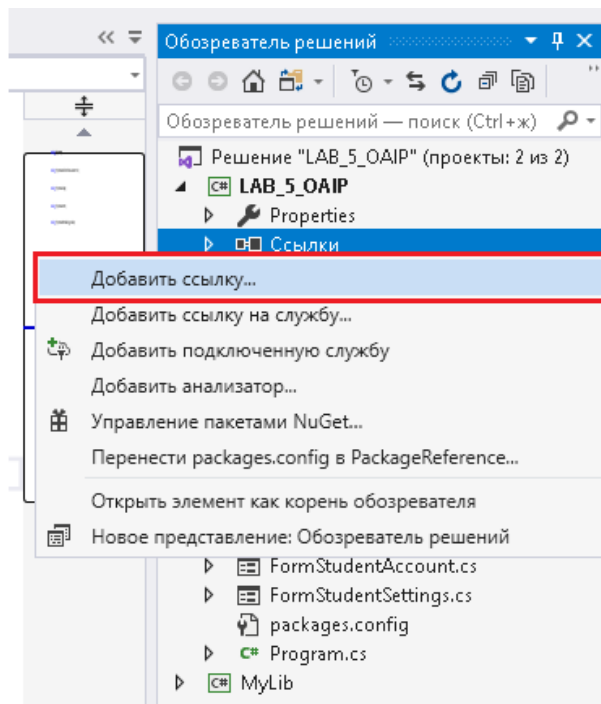 Обозреватель решений
Обозреватель решений — поиск (Ctrl+ж)
Решение "LAB_5_OAIP" (проекты: 2 из 2)
C# LAB_5_OAIP
Properties
Ссылки
Добавить ссылку...
Добавить ссылку на службу...
Добавить подключенную службу
Добавить анализатор...
Управление пакетами NuGet...
Перенести packages.config в PackageReference...
Открыть элемент как корень обозревателя
Новое представление: Обозреватель решений
FormStudentAccount.cs
FormStudentSettings.cs
packages.config
C# Program.cs
C# MyLib